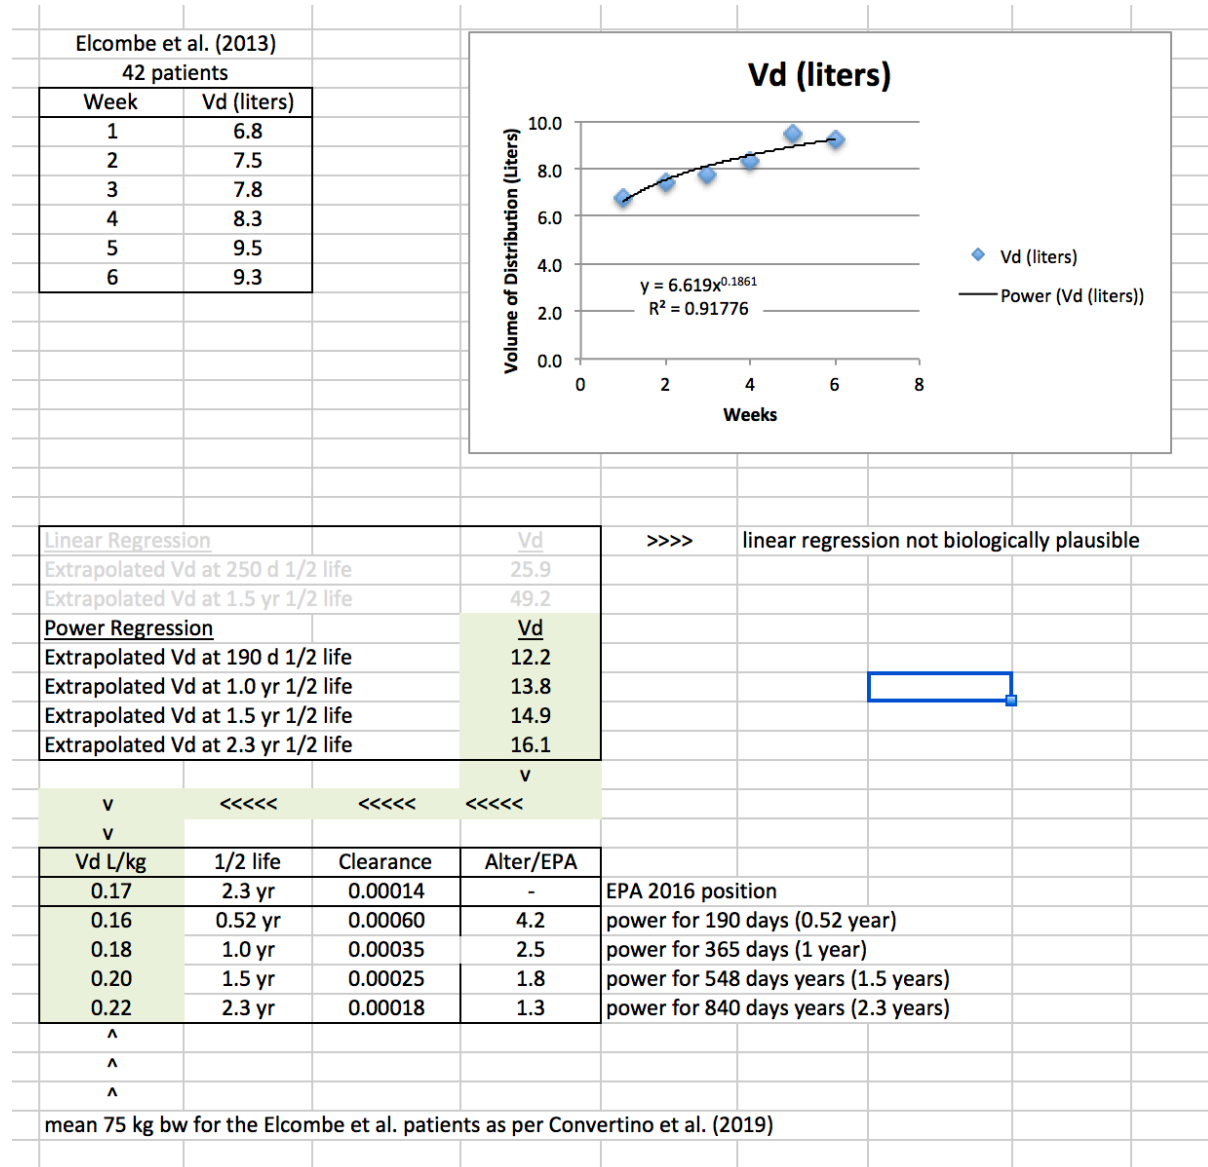 Elcombe et al. (2013)
42 patients
Week Vd (liters)
1 6.8
2 7.5
3 7.8
4 8.3
5 9.5
6 9.3
Vd (liters)
Volume of Distribution (Liters)
10.0
8.0
6.0
4.0
2.0
0.0
y = 6.619x^0.1861
R² = 0.91776
0 2 4 6 8
Weeks
Vd (liters)
Power (Vd (liters))
Linear Regression Vd >>>> linear regression not biologically plausible
Extrapolated Vd at 250 d 1/2 life 25.9
Extrapolated Vd at 1.5 yr 1/2 life 49.2
Power Regression Vd
Extrapolated Vd at 190 d 1/2 life 12.2
Extrapolated Vd at 1.0 yr 1/2 life 13.8
Extrapolated Vd at 1.5 yr 1/2 life 14.9
Extrapolated Vd at 2.3 yr 1/2 life 16.1
v
v <<<<< <<<<< <<<<<
v
Vd L/kg 1/2 life Clearance Alter/EPA
0.17 2.3 yr 0.00014 - EPA 2016 position
0.16 0.52 yr 0.00060 4.2 power for 190 days (0.52 year)
0.18 1.0 yr 0.00035 2.5 power for 365 days (1 year)
0.20 1.5 yr 0.00025 1.8 power for 548 days years (1.5 years)
0.22 2.3 yr 0.00018 1.3 power for 840 days years (2.3 years)
^
^
^
mean 75 kg bw for the Elcombe et al. patients as per Convertino et al. (2019)